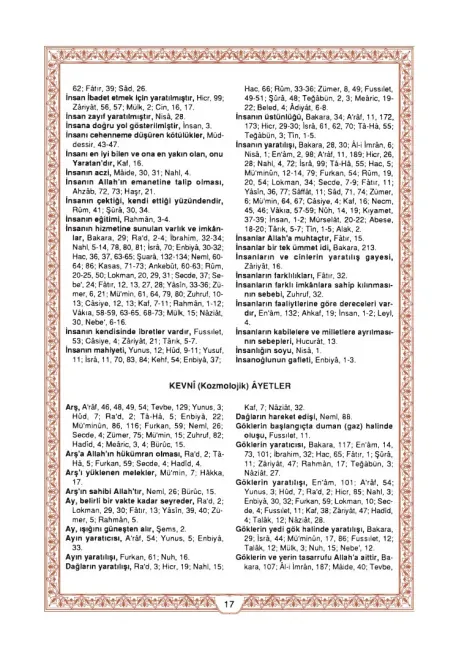 62; Fâtır, 39; Sâd, 26.
İnsan İbadet etmek için yaratılmıştır, Hicr, 99;
Zâriyât, 56, 57; Mülk, 2; Cin, 16, 17.
İnsan zayıf yaratılmıştır, Nisâ, 28.
İnsana doğru yol gösterilmiştir, İnsan, 3.
İnsanı cehenneme düşüren kötülükler, Müd-
dessir, 43-47.
İnsanı en iyi bilen ve ona en yakın olan, onu
Yaratan'dır, Kaf, 16.
İnsanın aczi, Mâide, 30, 31; Nahl, 4.
İnsanın Allah'ın emanetine talip olması,
Ahzâb, 72, 73; Haşr, 21.
İnsanın çektiği, kendi ettiği yüzündendir,
Rûm, 41; Şûrâ, 30, 34.
İnsanın eğitimi, Rahmân, 3-4.
İnsanın hizmetine sunulan varlık ve imkân-
lar, Bakara, 29; Ra'd, 2-4; İbrahim, 32-34;
Nahl, 5-14, 78, 80, 81; İsrâ, 70; Enbiyâ, 30-32;
Hac, 36, 37, 63-65; Şuarâ, 132-134; Neml, 60-
64; 86; Kasas, 71-73; Ankebût, 60-63; Rûm,
20-25, 50; Lokman, 20, 29, 31; Secde, 37; Se-
be', 24; Fâtır, 12, 13, 27, 28; Yâsîn, 33-36; Zü-
mer, 6, 21; Mü'min, 61, 64, 79, 80; Zuhruf, 10-
13; Câsiye, 12, 13; Kaf, 7-11; Rahmân, 1-12;
Vâkıa, 58-59, 63-65, 68-73; Mülk, 15; Nâziât,
30, Nebe', 6-16.
İnsanın kendisinde ibretler vardır, Fussılet,
53; Câsiye, 4; Zâriyât, 21; Târık, 5-7.
İnsanın mahiyeti, Yunus, 12; Hûd, 9-11; Yusuf,
11; İsrâ, 11, 70, 83, 84; Kehf, 54; Enbiyâ, 37;
Hac, 66; Rûm, 33-36; Zümer, 8, 49; Fussılet,
49-51; Şûrâ, 48; Teğâbün, 2, 3; Meâric, 19-
22; Beled, 4; Âdiyât, 6-8.
İnsanın üstünlüğü, Bakara, 34; A'râf, 11, 172,
173; Hicr, 29-30; İsrâ, 61, 62, 70; Tâ-Hâ, 55;
Teğâbün, 3; Tîn, 1-5.
İnsanın yaratılışı, Bakara, 28, 30; Âl-i İmrân, 6;
Nisâ, 1; En'âm, 2, 98; A'râf, 11, 189; Hicr, 26,
28; Nahl, 4, 72; İsrâ, 99; Tâ-Hâ, 55; Hac, 5;
Mü'minûn, 12-14, 79; Furkan, 54; Rûm, 19,
20, 54; Lokman, 34; Secde, 7-9; Fâtır, 11;
Yâsîn, 36, 77; Sâffât, 11; Sâd, 71, 74; Zümer,
6; Mü'min, 64, 67; Câsiye, 4; Kaf, 16; Necm,
45, 46; Vâkıa, 57-59; Nûh, 14, 19; Kıyamet,
37-39; İnsan, 1-2; Mürselât, 20-22; Abese,
18-20; Târık, 5-7; Tîn, 1-5; Alak, 2.
İnsanlar Allah'a muhtaçtır, Fâtır, 15.
İnsanlar bir tek ümmet idi, Bakara, 213.
İnsanların ve cinlerin yaratılış gayesi,
Zâriyât, 16.
İnsanların farklılıkları, Fâtır, 32.
İnsanların farklı imkânlara sahip kılınması-
nın sebebi, Zuhruf, 32.
İnsanların faaliyetlerine göre dereceleri var-
dır, En'âm, 132; Ahkaf, 19; İnsan, 1-2; Leyl,
4.
İnsanların kabilelere ve milletlere ayrılması-
nın sebepleri, Hucurât, 13.
İnsanlığın soyu, Nisâ, 1.
İnsanoğlunun gafleti, Enbiyâ, 1-3.
KEVNÎ (Kozmolojik) ÂYETLER
Arş, A'râf, 46, 48, 49, 54; Tevbe, 129; Yunus, 3;
Hûd, 7; Ra'd, 2; Tâ-Hâ, 5; Enbiyâ, 22;
Mü'minûn, 86, 116; Furkan, 59; Neml, 26;
Secde, 4; Zümer, 75; Mü'min, 15; Zuhruf, 82;
Hadîd, 4; Meâric, 3, 4; Bürûc, 15.
Arş'a Allah'ın hükümran olması, Ra'd, 2; Tâ-
Hâ, 5; Furkan, 59; Secde, 4; Hadîd, 4.
Arş'ı yüklenen melekler, Mü'min, 7, Hâkka,
17.
Arş'ın sahibi Allah'tır, Neml, 26; Bürûc, 15.
Ay, belirli bir vakte kadar seyreder, Ra'd, 2;
Lokman, 29, 30; Fâtır, 13; Yâsîn, 39, 40; Zü-
mer, 5; Rahmân, 5.
Ay, ışığını güneşten alır, Şems, 2.
Ayın yaratıcısı, A'râf, 54; Yunus, 5; Enbiyâ,
33.
Ayın yaratılışı, Furkan, 61; Nuh, 16.
Dağların yaratılışı, Ra'd, 3; Hicr, 19; Nahl, 15;
Kaf, 7; Nâziât, 32.
Dağların hareket edişi, Neml, 88.
Göklerin başlangıçta duman (gaz) halinde
oluşu, Fussılet, 11.
Göklerin yaratıcısı, Bakara, 117; En'âm, 14,
73, 101; İbrahim, 32; Hac, 65, Fâtır, 1; Şûrâ,
11; Zâriyât, 47; Rahmân, 17; Teğâbün, 3;
Nâziât, 27.
Göklerin yaratılışı, En'âm, 101; A'râf, 54;
Yunus, 3; Hûd, 7; Ra'd, 2; Hicr, 85; Nahl, 3;
Enbiyâ, 30, 32; Furkan, 59; Lokman, 10; Sec-
de, 4; Fussılet, 11; Kaf, 38; Zâriyât, 47; Hadîd,
4; Talâk, 12; Nâziât, 28.
Göklerin yedi gök halinde yaratılışı, Bakara,
29; İsrâ, 44; Mü'minûn, 17, 86; Fussılet, 12;
Talâk, 12; Mülk, 3; Nuh, 15; Nebe', 12.
Göklerin ve yerin tasarrufu Allah'a aittir, Ba-
kara, 107; Âl-i İmrân, 187; Mâide, 40; Tevbe,
17